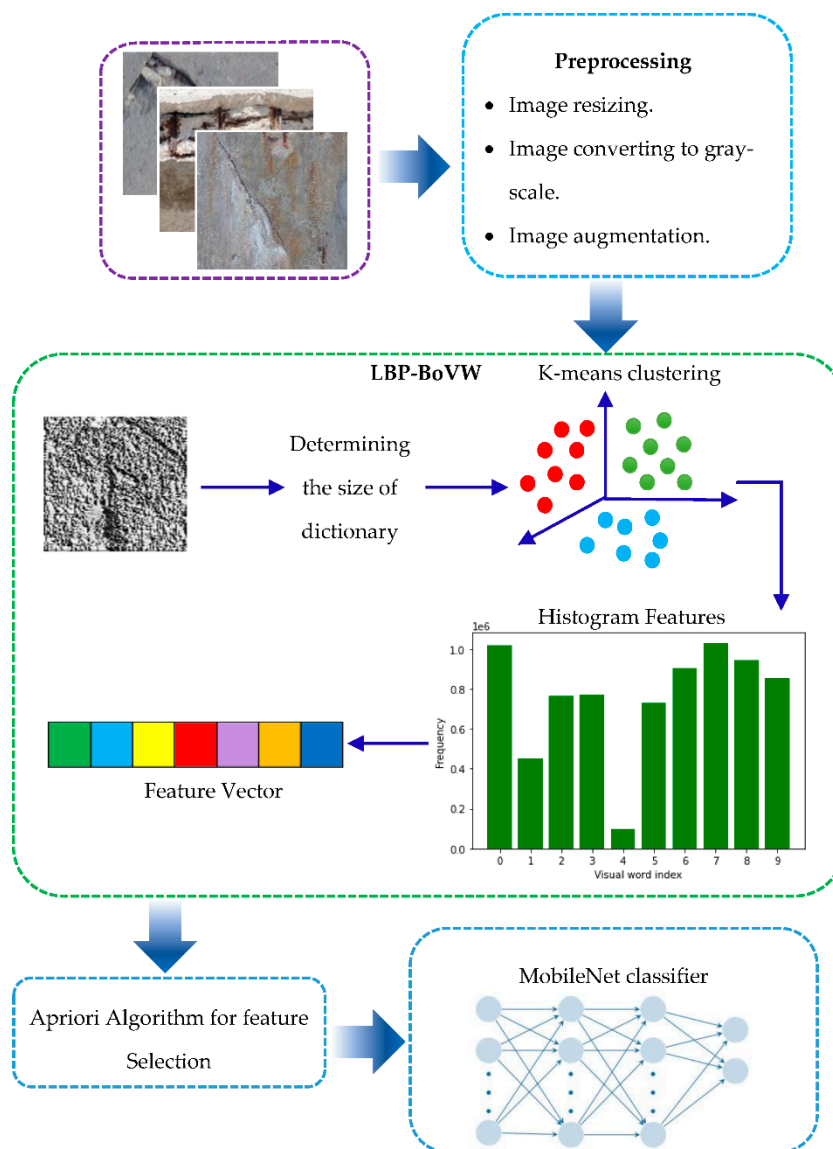 Preprocessing
• Image resizing.
• Image converting to gray-
scale.
• Image augmentation.
LBP-BoVW
K-means clustering
Determining
the size of
dictionary
Histogram Features
1e6
1.0
0.8
0.6
0.4
0.2
0.0
Frequency
0 1 2 3 4 5 6 7 8 9
Visual word index
Feature Vector
Apriori Algorithm for feature
Selection
MobileNet classifier